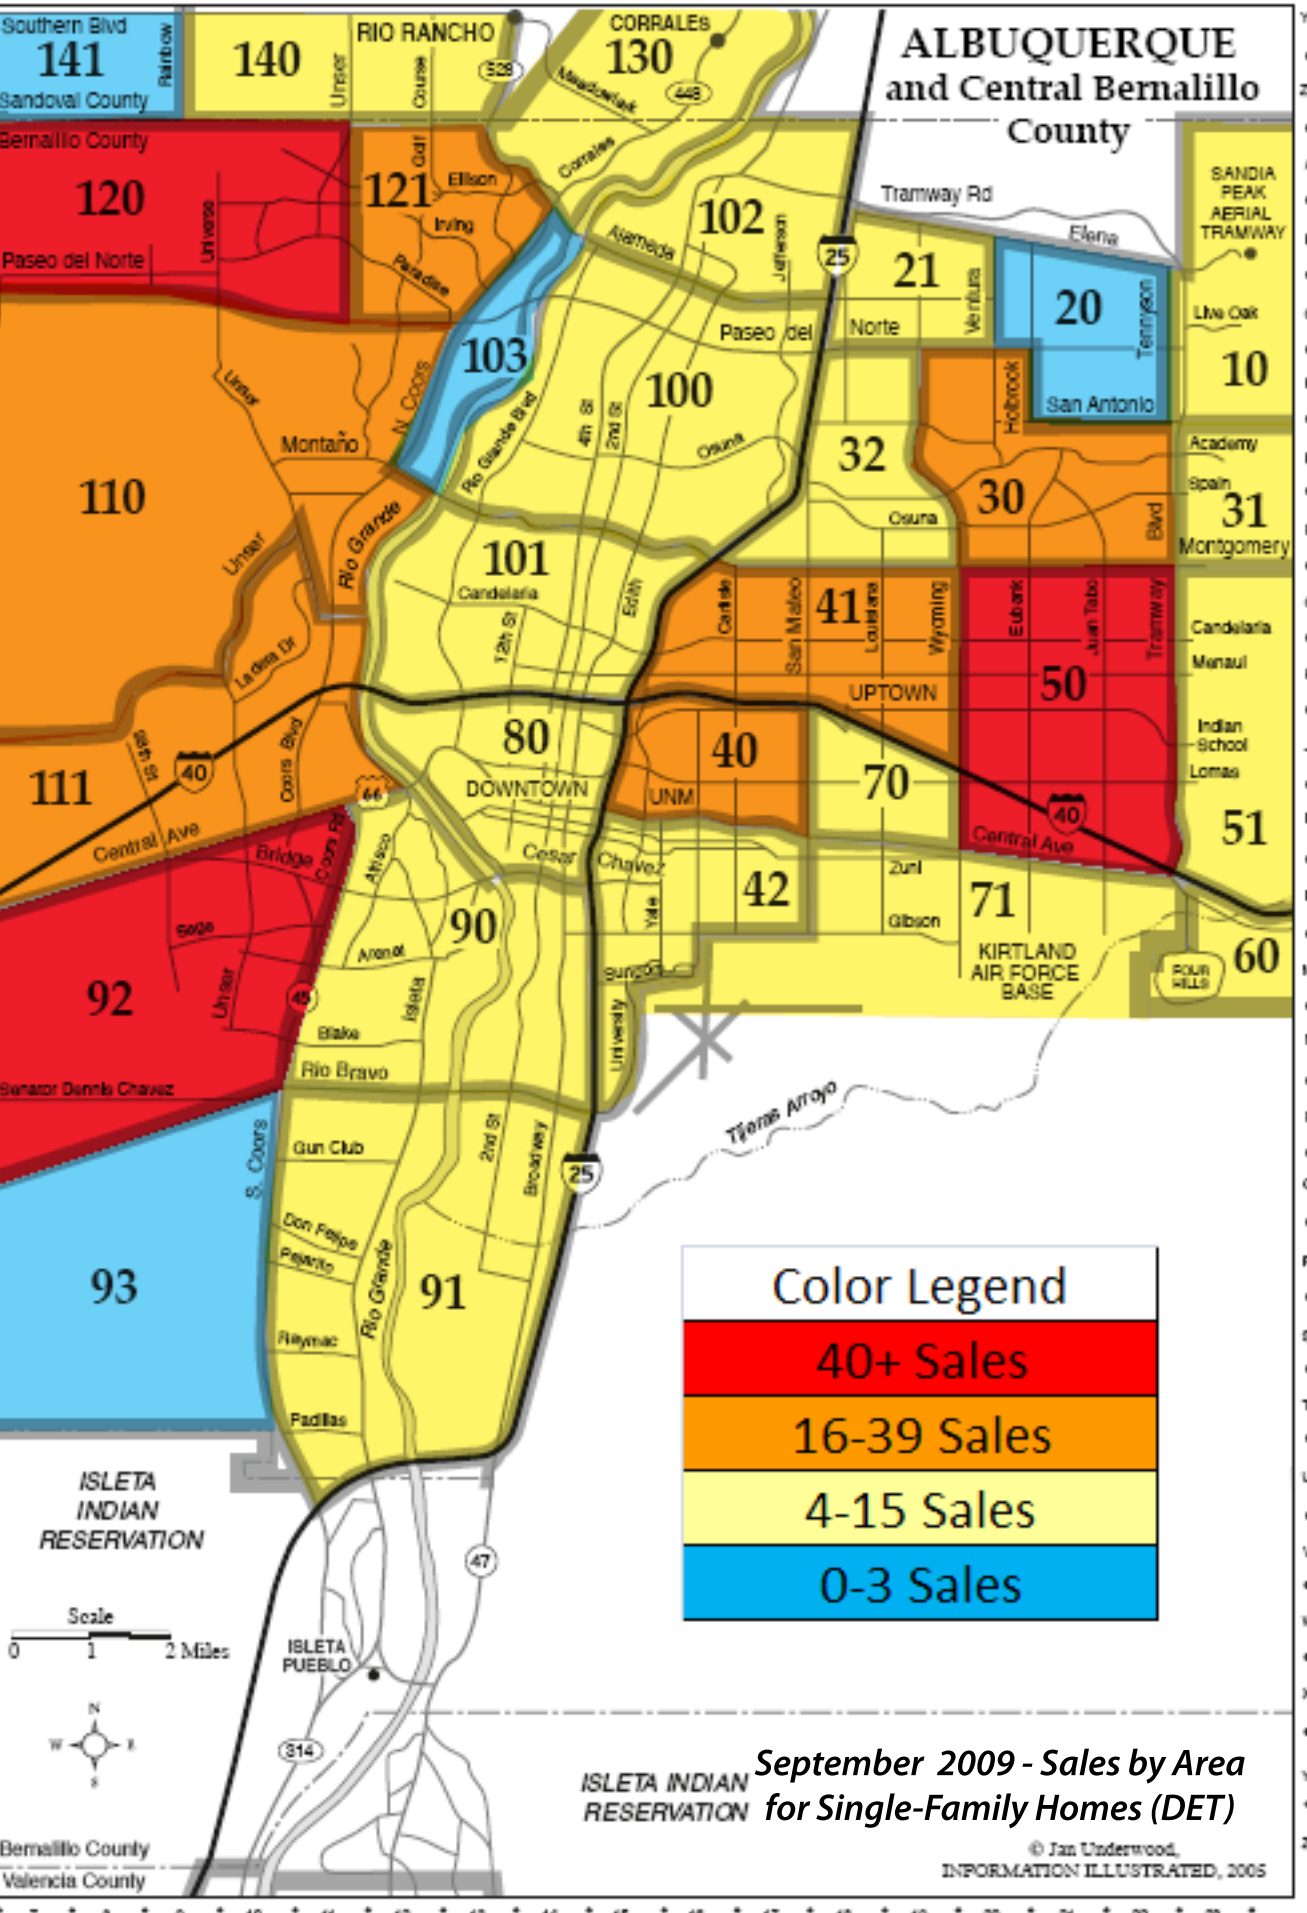 ALBUQUERQUE
and Central Bernalillo
County
Southern Blvd
141
Rainbow
Sandoval County
140
Unser
RIO RANCHO
Course
528
CORRALES
130
Meadowlark
448
Corrales
Bernalillo County
120
Universe
Paseo del Norte
121
Golf
Ellison
Irving
Paradise
102
Alameda
Jefferson
25
Tramway Rd
Elena
SANDIA
PEAK
AERIAL
TRAMWAY
21
Ventura
20
Tennyson
Live Oak
10
Paseo del Norte
San Antonio
103
N. Coors
100
Rio Grande Blvd
4th St
2nd St
Osuna
Unser
Montaño
110
32
Osuna
Holbrook
30
Blvd
Academy
Spain
31
Montgomery
Rio Grande
Unser
101
Candelaria
12th St
Edith
Carlisle
San Mateo
41
Louisiana
Wyoming
Eubank
Juan Tabo
Tramway
Candelaria
Menaul
50
Ladera Dr
UPTOWN
Indian
School
Lomas
98th St
40
Coors Blvd
111
66
80
DOWNTOWN
40
UNM
70
40
Central Ave
51
Central Ave
Bridge
Coors Rd
Atrisco
Cesar Chavez
Zuni
42
Yale
71
Gibson
90
Sage
Arenal
92
Unser
45
Isleta
Blake
Rio Bravo
Sunport
University
KIRTLAND
AIR FORCE
BASE
FOUR
HILLS
60
Senator Dennis Chavez
Tijeras Arroyo
S. Coors
Gun Club
2nd St
Broadway
25
Don Felipe
Pajarito
Rio Grande
93
91
Raymac
Padillas
Color Legend
40+ Sales
16-39 Sales
4-15 Sales
0-3 Sales
ISLETA
INDIAN
RESERVATION
47
Scale
0 1 2 Miles
ISLETA
PUEBLO
N
W E
S
314
ISLETA INDIAN
RESERVATION
September 2009 - Sales by Area
for Single-Family Homes (DET)
© Jan Underwood,
INFORMATION ILLUSTRATED, 2005
Bernalillo County
Valencia County